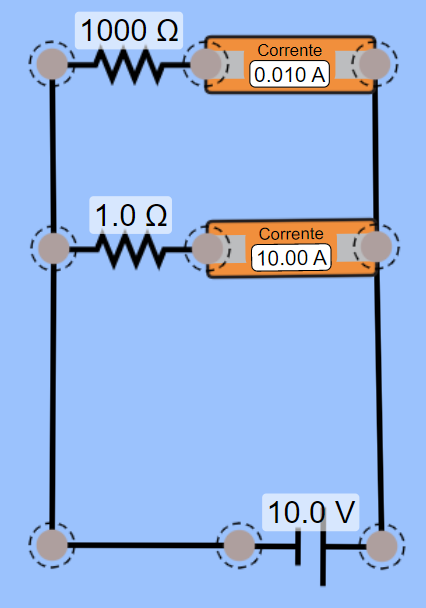 1000 Ω
Corrente
0.010 A
1.0 Ω
Corrente
10.00 A
10.0 V